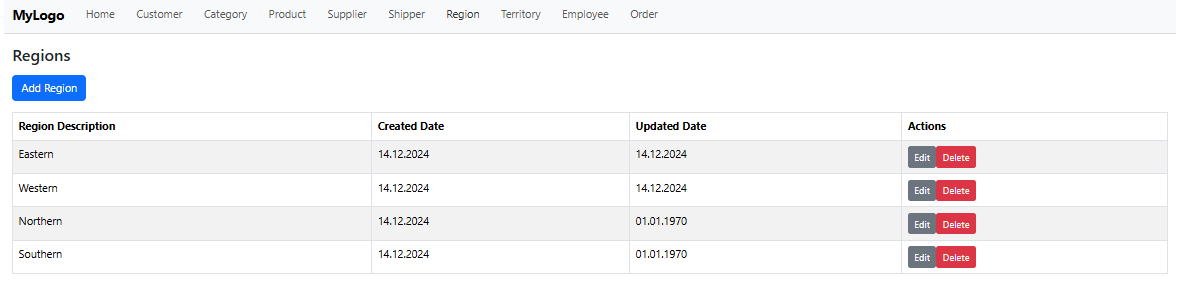 MyLogo Home Customer Category Product Supplier Shipper Region Territory Employee Order
Regions
Add Region
Region Description Created Date Updated Date Actions
Eastern 14.12.2024 14.12.2024 Edit Delete
Western 14.12.2024 14.12.2024 Edit Delete
Northern 14.12.2024 01.01.1970 Edit Delete
Southern 14.12.2024 01.01.1970 Edit Delete